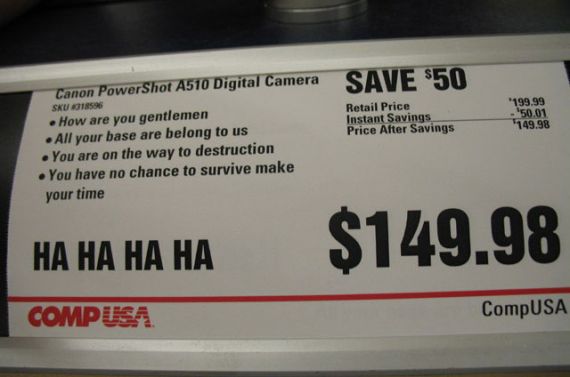 Canon PowerShot A510 Digital Camera
SKU #318596
• How are you gentlemen
• All your base are belong to us
• You are on the way to destruction
• You have no chance to survive make
your time
HA HA HA HA
SAVE $50
Retail Price $199.99
Instant Savings - $50.01
Price After Savings $149.98
$149.98
COMPUSA
CompUSA